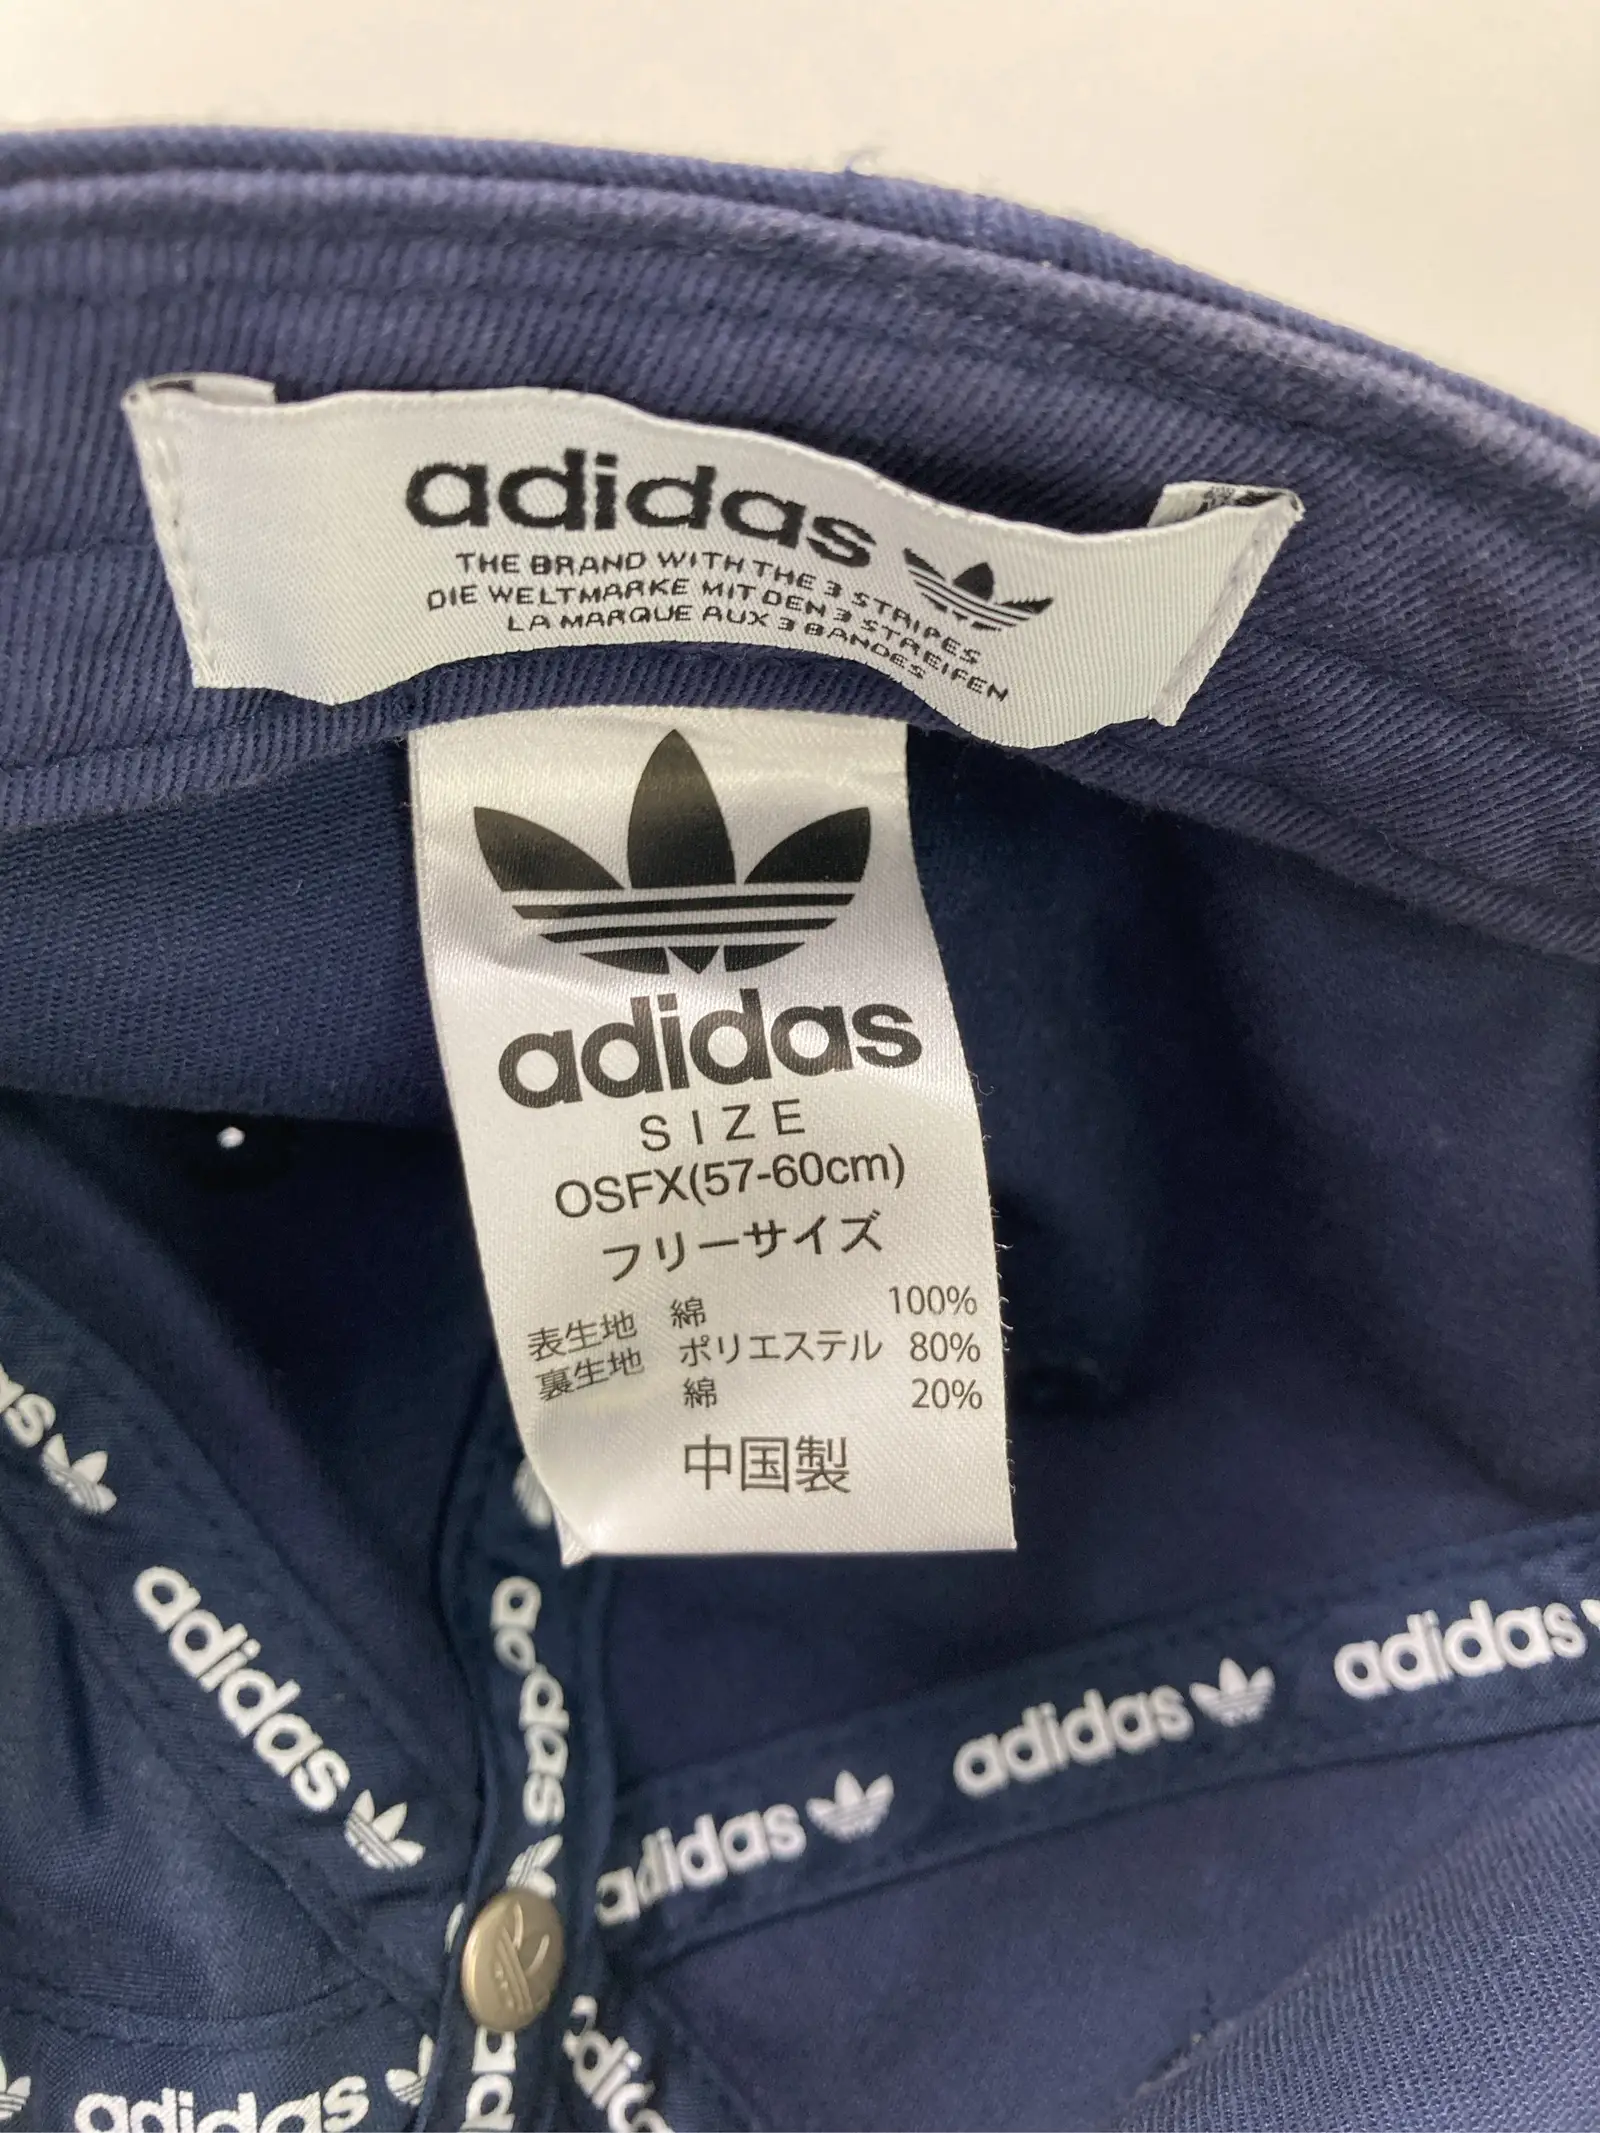 adidas
THE BRAND WITH THE 3 STRIPES
DIE WELTMARKE MIT DEN 3 STREIFEN
LA MARQUE AUX 3 BANDES
adidas
SIZE
OSFX(57-60cm)
フリーサイズ
表生地 綿 100%
裏生地 ポリエステル 80%
綿 20%
中国製
as
adidas
adidas
adidas
adidas
adidas
adidas